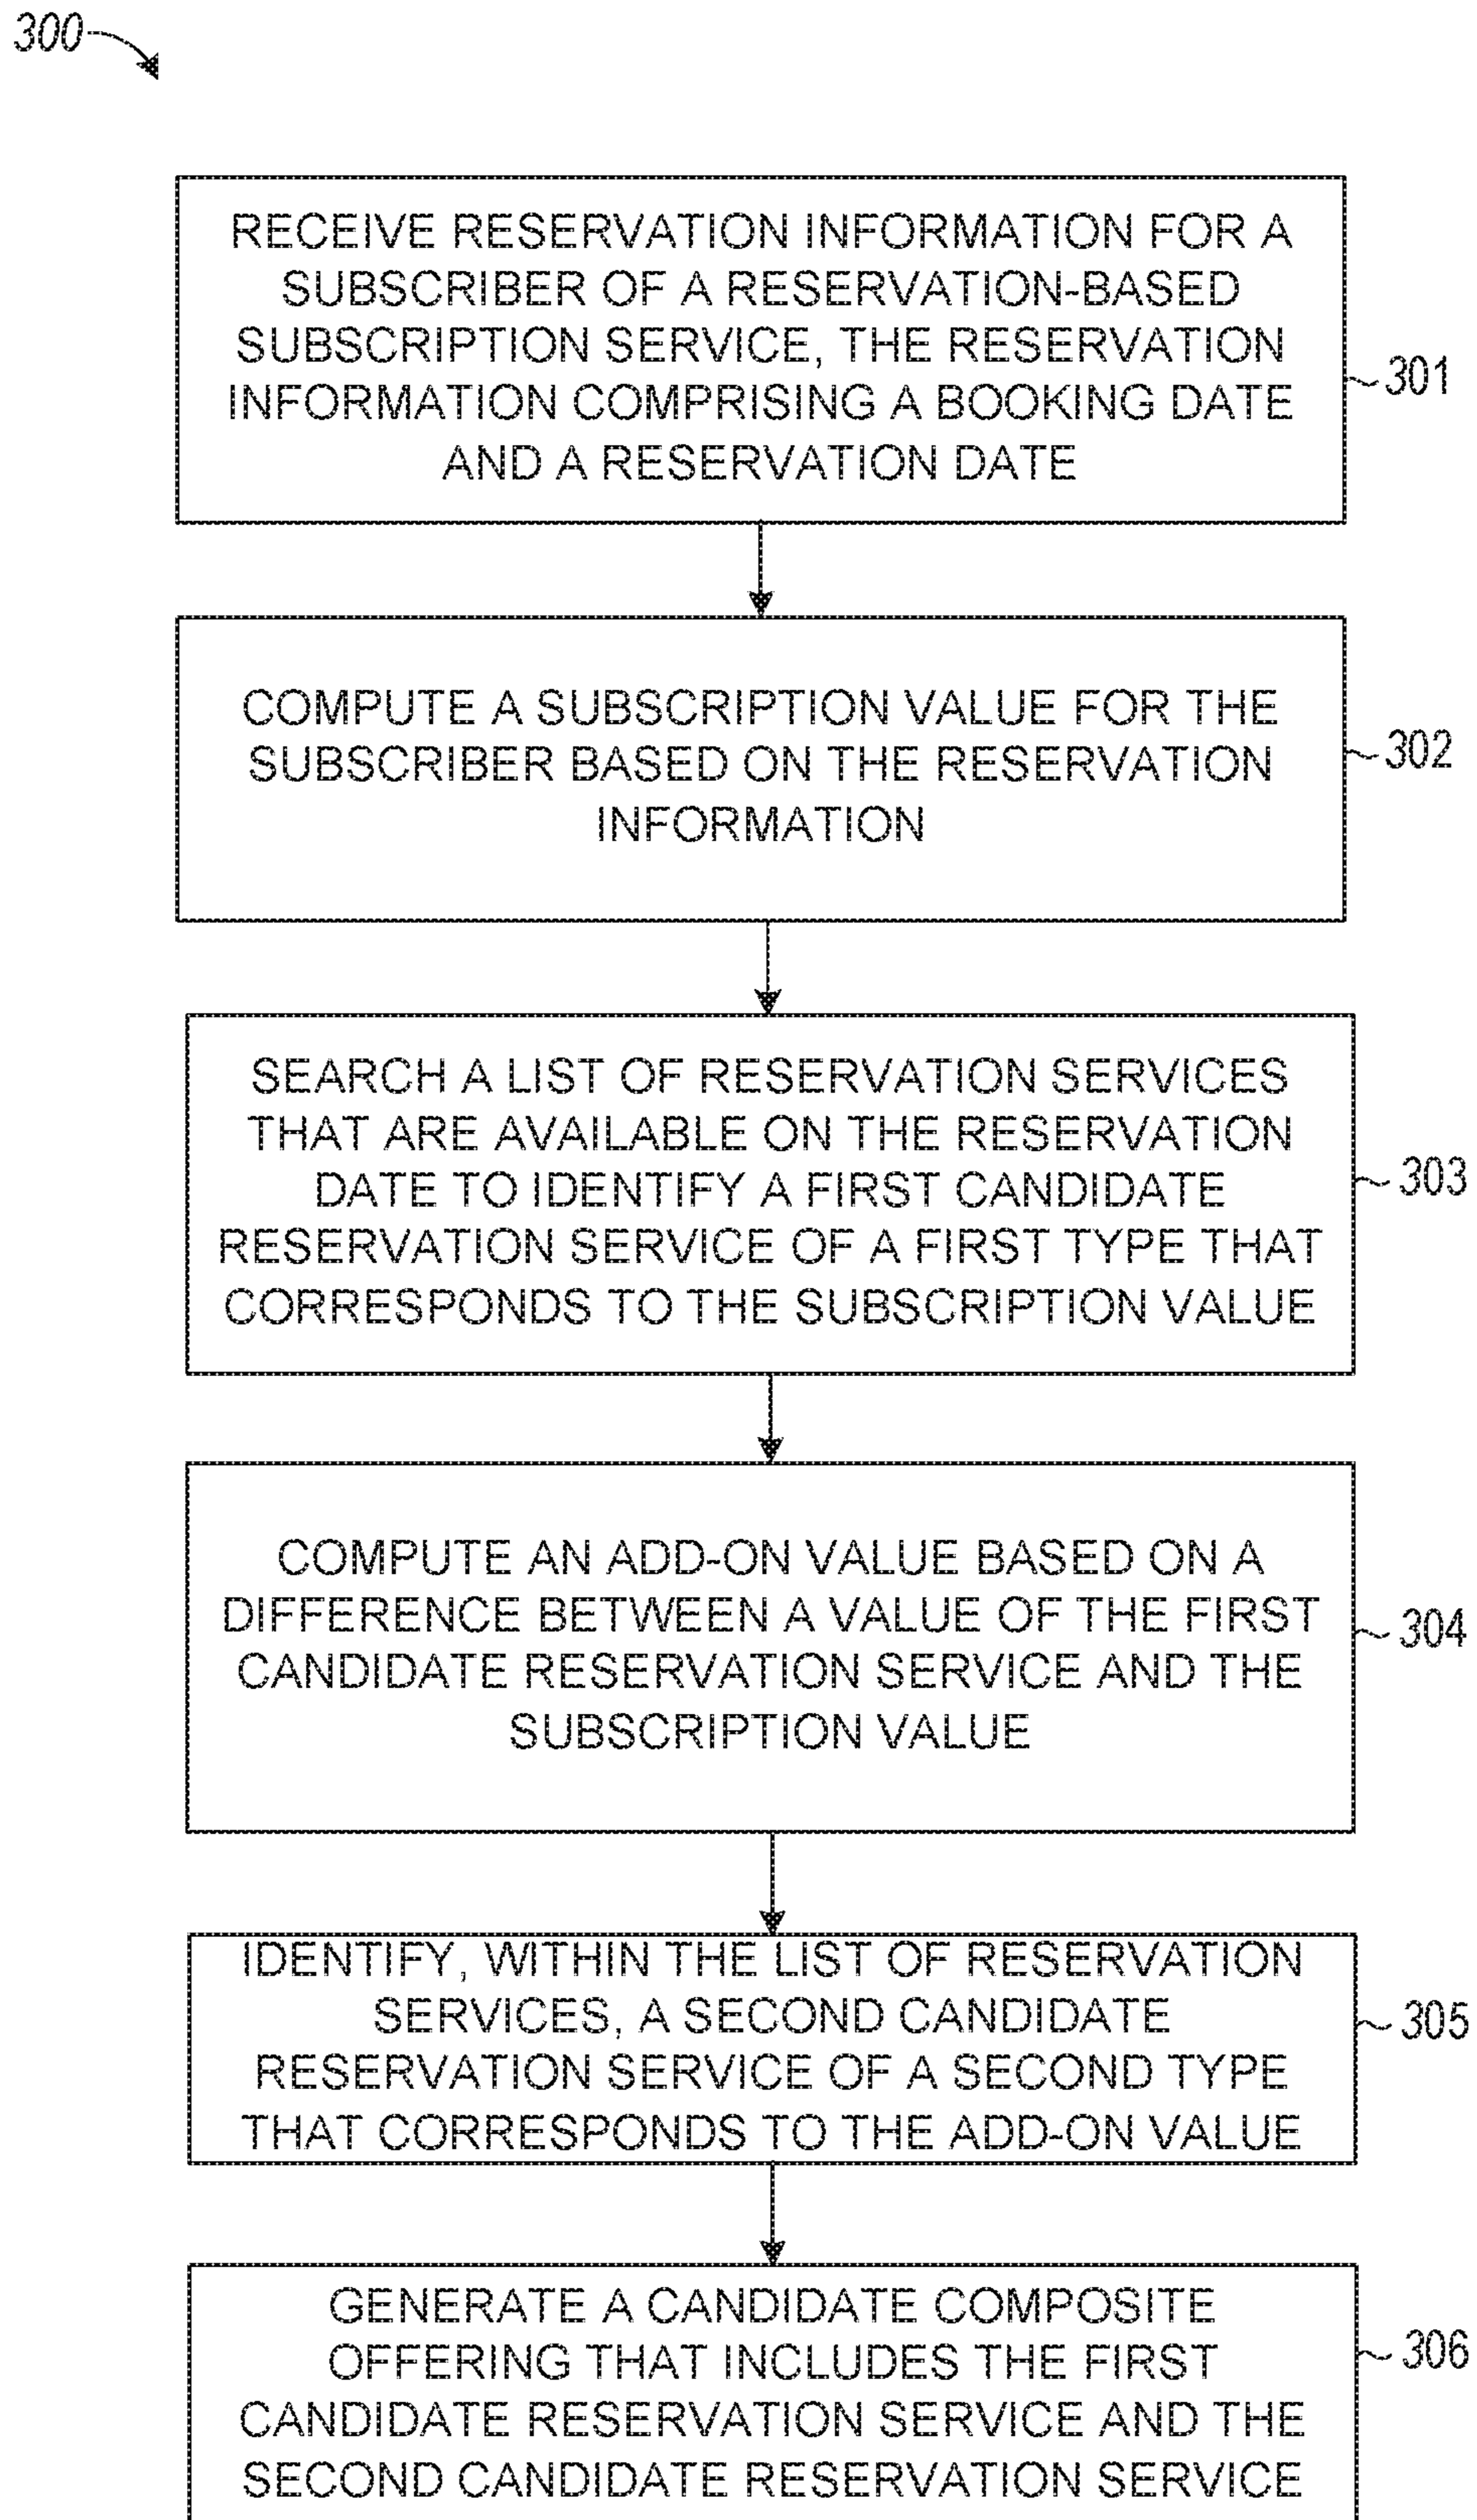 300
RECEIVE RESERVATION INFORMATION FOR A
SUBSCRIBER OF A RESERVATION-BASED
SUBSCRIPTION SERVICE, THE RESERVATION
INFORMATION COMPRISING A BOOKING DATE
AND A RESERVATION DATE
301
COMPUTE A SUBSCRIPTION VALUE FOR THE
SUBSCRIBER BASED ON THE RESERVATION
INFORMATION
302
SEARCH A LIST OF RESERVATION SERVICES
THAT ARE AVAILABLE ON THE RESERVATION
DATE TO IDENTIFY A FIRST CANDIDATE
RESERVATION SERVICE OF A FIRST TYPE THAT
CORRESPONDS TO THE SUBSCRIPTION VALUE
303
COMPUTE AN ADD-ON VALUE BASED ON A
DIFFERENCE BETWEEN A VALUE OF THE FIRST
CANDIDATE RESERVATION SERVICE AND THE
SUBSCRIPTION VALUE
304
IDENTIFY, WITHIN THE LIST OF RESERVATION
SERVICES, A SECOND CANDIDATE
RESERVATION SERVICE OF A SECOND TYPE
THAT CORRESPONDS TO THE ADD-ON VALUE
305
GENERATE A CANDIDATE COMPOSITE
OFFERING THAT INCLUDES THE FIRST
CANDIDATE RESERVATION SERVICE AND THE
SECOND CANDIDATE RESERVATION SERVICE
306